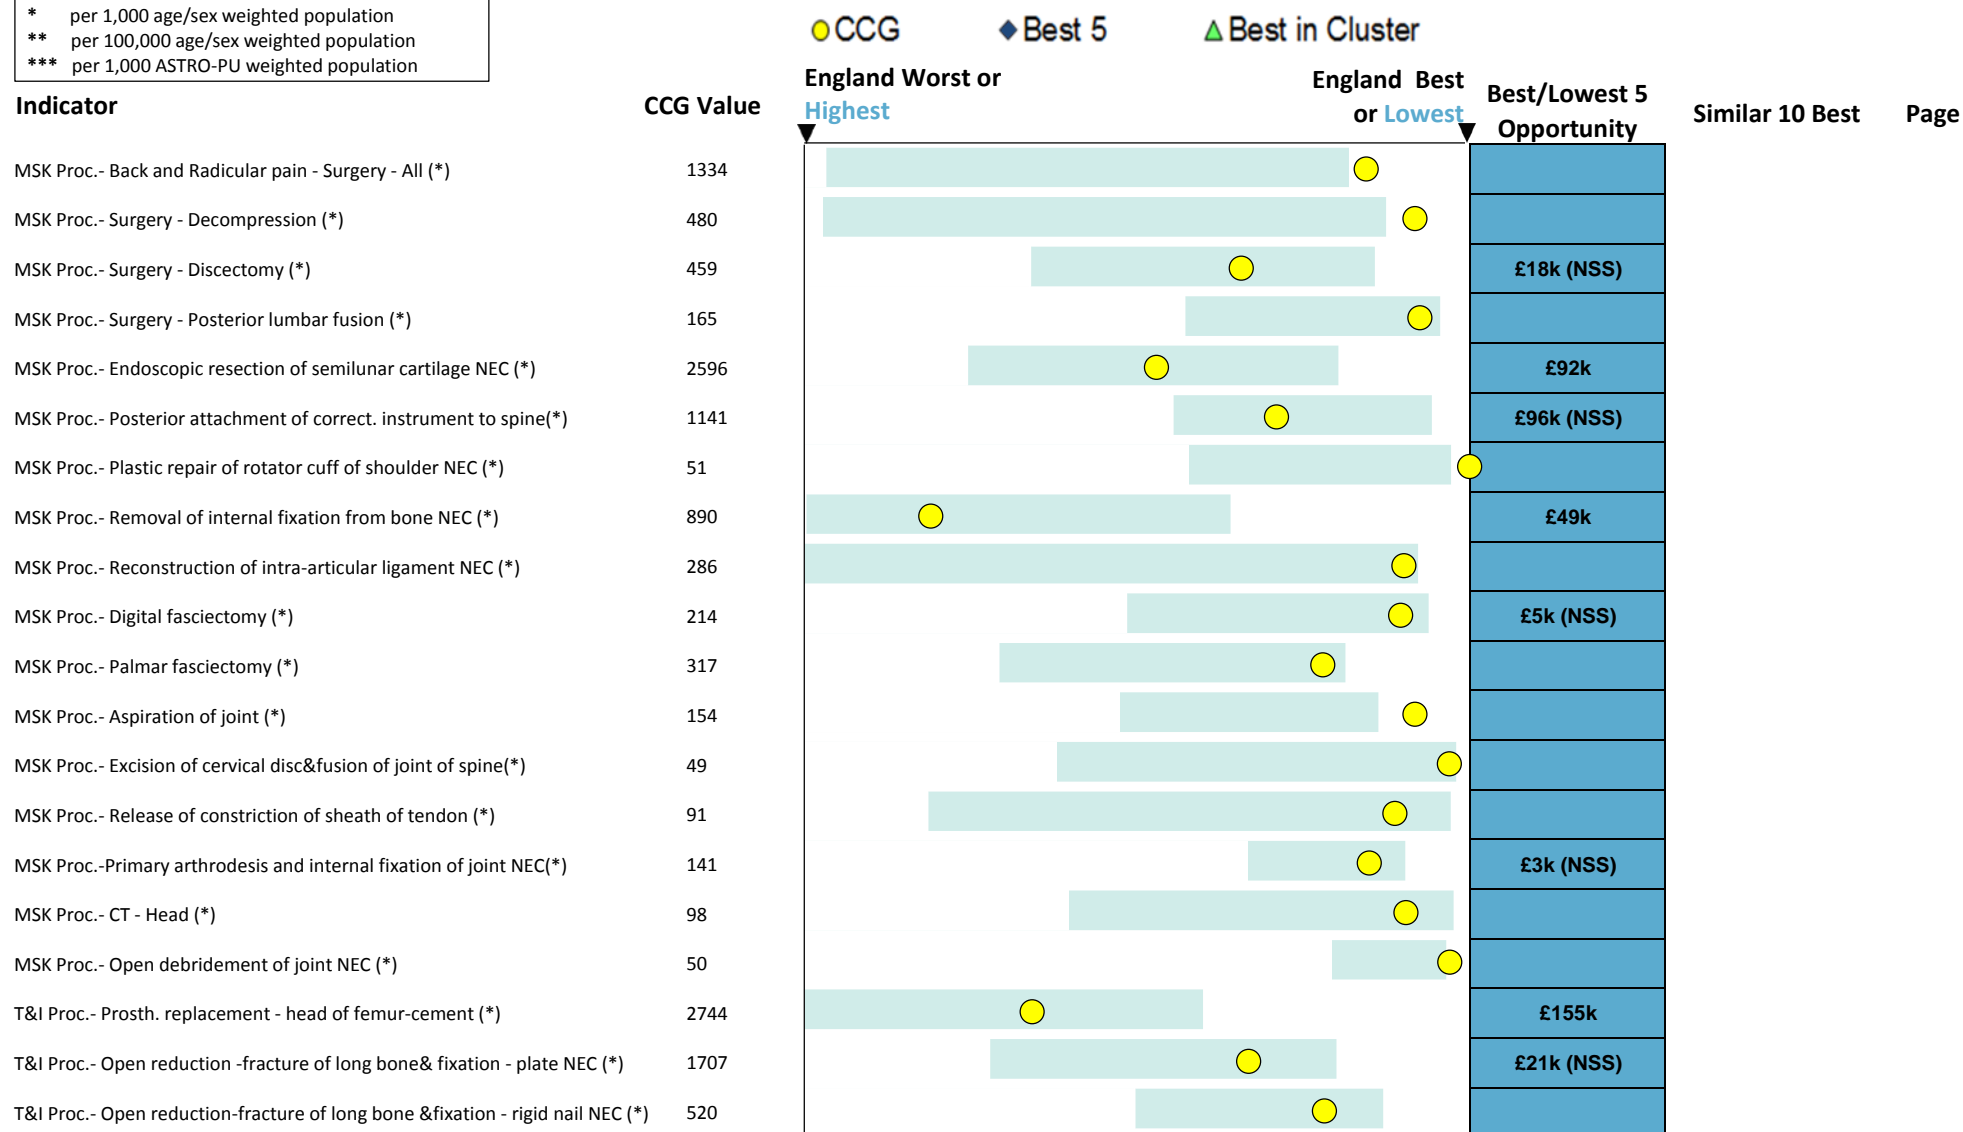 * per 1,000 age/sex weighted population
** per 100,000 age/sex weighted population
*** per 1,000 ASTRO-PU weighted population
CCG Best 5 Best in Cluster
Indicator CCG Value England Worst or Highest England Best or Lowest Best/Lowest 5 Opportunity Similar 10 Best Page
MSK Proc.- Back and Radicular pain - Surgery - All (*) 1334
MSK Proc.- Surgery - Decompression (*) 480
MSK Proc.- Surgery - Discectomy (*) 459 £18k (NSS)
MSK Proc.- Surgery - Posterior lumbar fusion (*) 165
MSK Proc.- Endoscopic resection of semilunar cartilage NEC (*) 2596 £92k
MSK Proc.- Posterior attachment of correct. instrument to spine(*) 1141 £96k (NSS)
MSK Proc.- Plastic repair of rotator cuff of shoulder NEC (*) 51
MSK Proc.- Removal of internal fixation from bone NEC (*) 890 £49k
MSK Proc.- Reconstruction of intra-articular ligament NEC (*) 286
MSK Proc.- Digital fasciectomy (*) 214 £5k (NSS)
MSK Proc.- Palmar fasciectomy (*) 317
MSK Proc.- Aspiration of joint (*) 154
MSK Proc.- Excision of cervical disc&fusion of joint of spine(*) 49
MSK Proc.- Release of constriction of sheath of tendon (*) 91
MSK Proc.-Primary arthrodesis and internal fixation of joint NEC(*) 141 £3k (NSS)
MSK Proc.- CT - Head (*) 98
MSK Proc.- Open debridement of joint NEC (*) 50
T&I Proc.- Prosth. replacement - head of femur-cement (*) 2744 £155k
T&I Proc.- Open reduction -fracture of long bone& fixation - plate NEC (*) 1707 £21k (NSS)
T&I Proc.- Open reduction-fracture of long bone &fixation - rigid nail NEC (*) 520